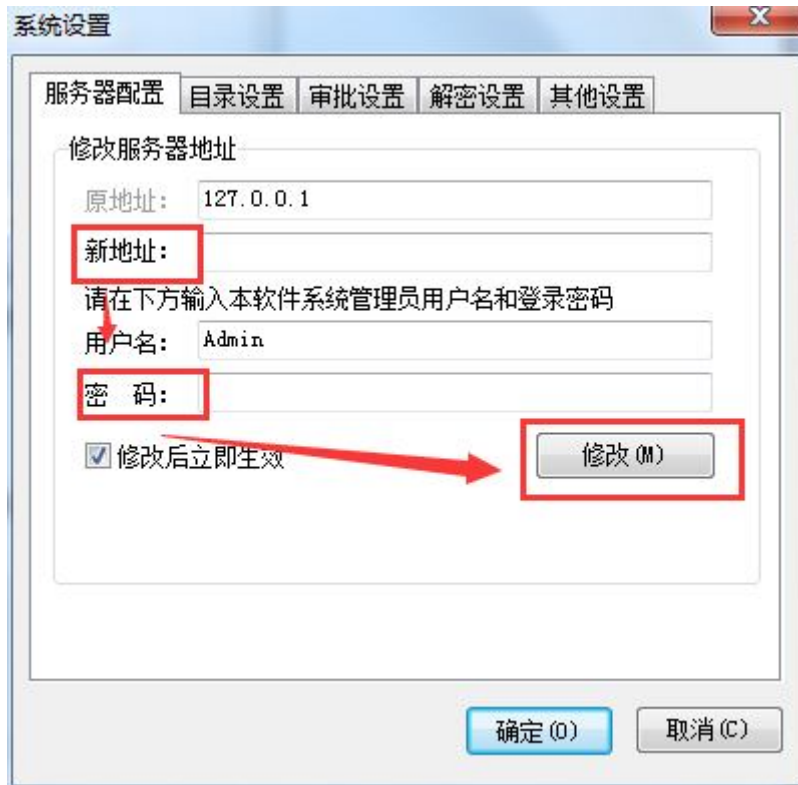 系统设置
服务器配置 目录设置 审批设置 解密设置 其他设置
修改服务器地址
原地址： 127.0.0.1
新地址：
请在下方输入本软件系统管理员用户名和登录密码
用户名： Admin
密 码：
修改后立即生效 修改(M)
确定(O) 取消(C)